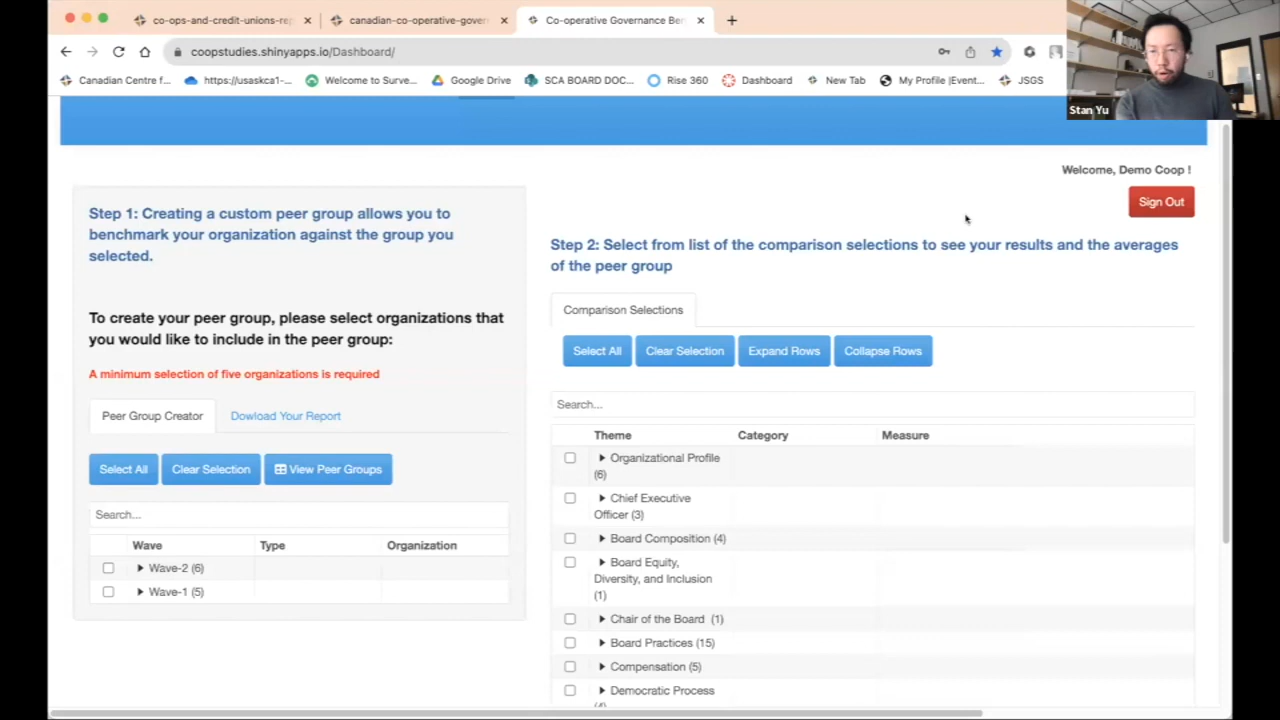 co-ops-and-credit-unions-rep
canadian-co-operative-gover
Co-operative Governance Ben
coopstudies.shinyapps.io/Dashboard/
Canadian Centre f...
https://usaskca1-...
Welcome to Surve...
Google Drive
SCA BOARD DOC...
Rise 360
Dashboard
New Tab
My Profile |Event...
JSGS
Stan Yu
Welcome, Demo Coop !
Sign Out
Step 1: Creating a custom peer group allows you to
benchmark your organization against the group you
selected.
To create your peer group, please select organizations that
you would like to include in the peer group:
A minimum selection of five organizations is required
Peer Group Creator
Dowload Your Report
Select All
Clear Selection
View Peer Groups
Search...
Wave Type Organization
Wave-2 (6)
Wave-1 (5)
Step 2: Select from list of the comparison selections to see your results and the averages
of the peer group
Comparison Selections
Select All
Clear Selection
Expand Rows
Collapse Rows
Search...
Theme Category Measure
Organizational Profile
(6)
Chief Executive
Officer (3)
Board Composition (4)
Board Equity,
Diversity, and Inclusion
(1)
Chair of the Board (1)
Board Practices (15)
Compensation (5)
Democratic Process
(4)